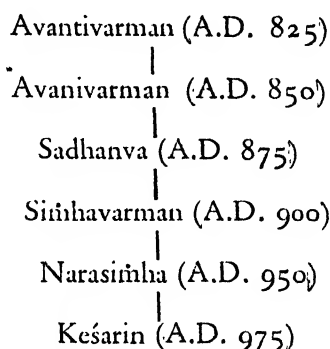 Avantivarman (A.D. 825)
Avanivarman (A.D. 850)
Sadhanva (A.D. 875)
Siṁhavarman (A.D. 900)
Narasiṁha (A.D. 950)
Keśarin (A.D. 975)